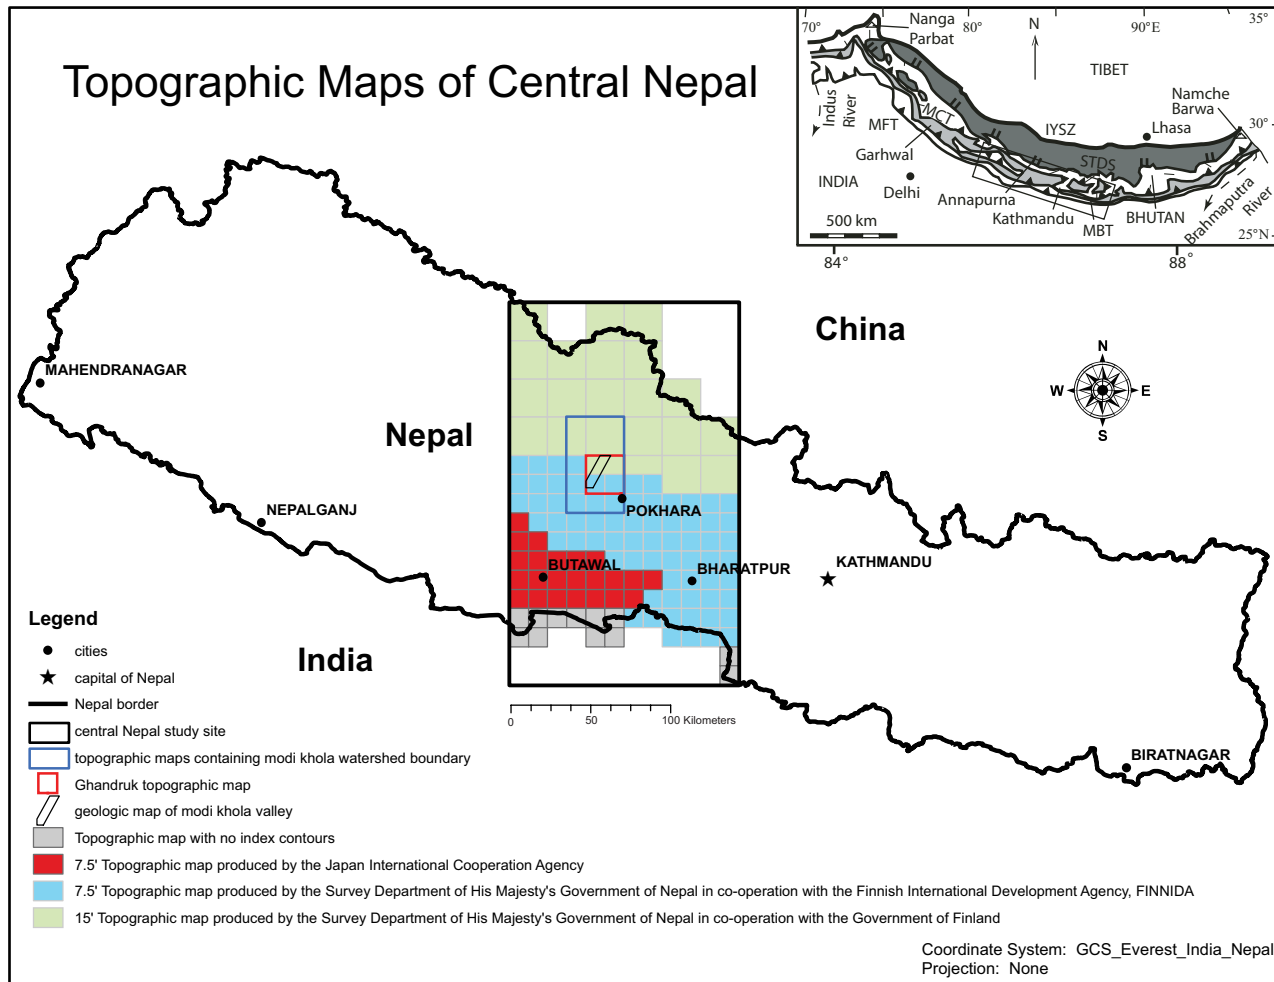 Topographic Maps of Central Nepal
70°
80°
90°E
35°
Nanga
Parbat
N
TIBET
Namche
Barwa
Indus
River
MCT
MFT
IYSZ
Lhasa
30°
Garhwal
STDS
INDIA
Delhi
Annapurna
Kathmandu
BHUTAN
MBT
Brahmaputra
River
500 km
25°N
84°
88°
China
MAHENDRANAGAR
N
W
E
S
Nepal
NEPALGANJ
POKHARA
BUTAWAL
BHARATPUR
KATHMANDU
India
BIRATNAGAR
0
50
100 Kilometers
Legend
cities
capital of Nepal
Nepal border
central Nepal study site
topographic maps containing modi khola watershed boundary
Ghandruk topographic map
geologic map of modi khola valley
Topographic map with no index contours
7.5' Topographic map produced by the Japan International Cooperation Agency
7.5' Topographic map produced by the Survey Department of His Majesty's Government of Nepal in co-operation with the Finnish International Development Agency, FINNIDA
15' Topographic map produced by the Survey Department of His Majesty's Government of Nepal in co-operation with the Government of Finland
Coordinate System: GCS_Everest_India_Nepal
Projection: None